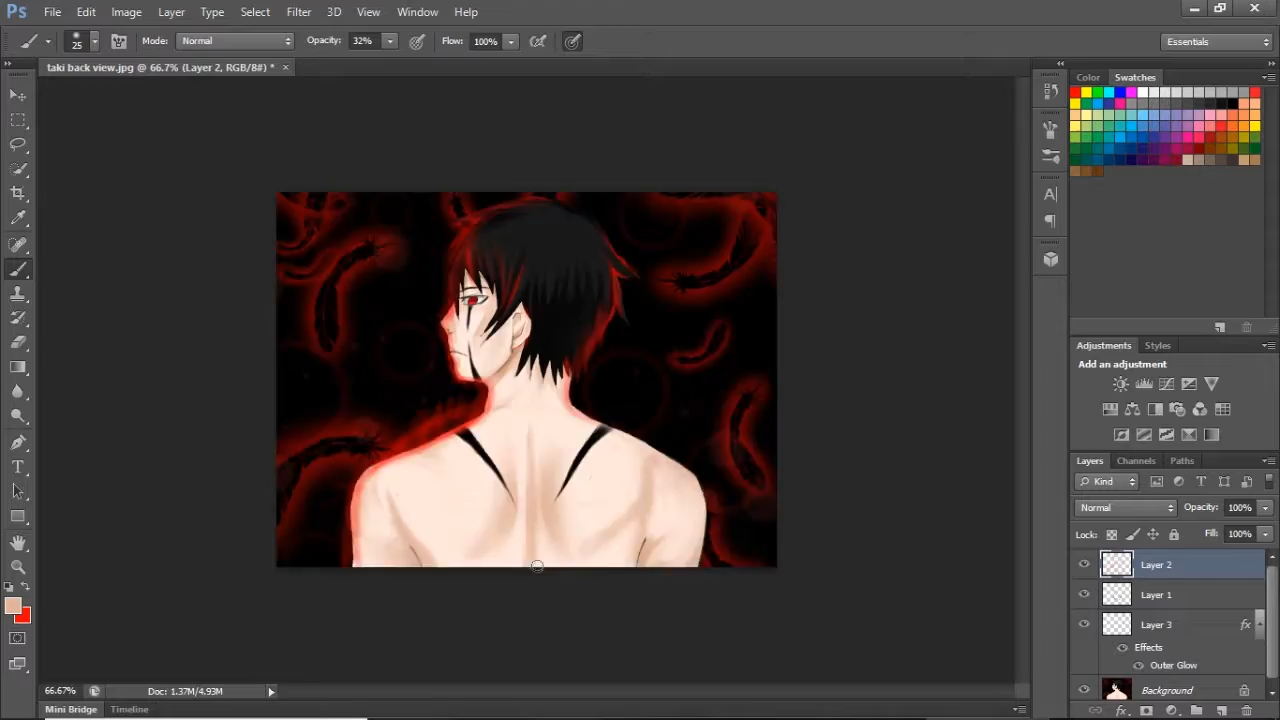 Ps File Edit Image Layer Type Select Filter 3D View Window Help
25 Mode: Normal Opacity: 32% Flow: 100% Essentials
taki back view.jpg @ 66.7% (Layer 2, RGB/8#) * ×
Color Swatches
Adjustments Styles
Add an adjustment
Layers Channels Paths
Kind
Normal Opacity: 100%
Lock: Fill: 100%
Layer 2
Layer 1
Layer 3 fx
Effects
Outer Glow
Background
66.67% Doc: 1.37M/4.93M
Mini Bridge Timeline